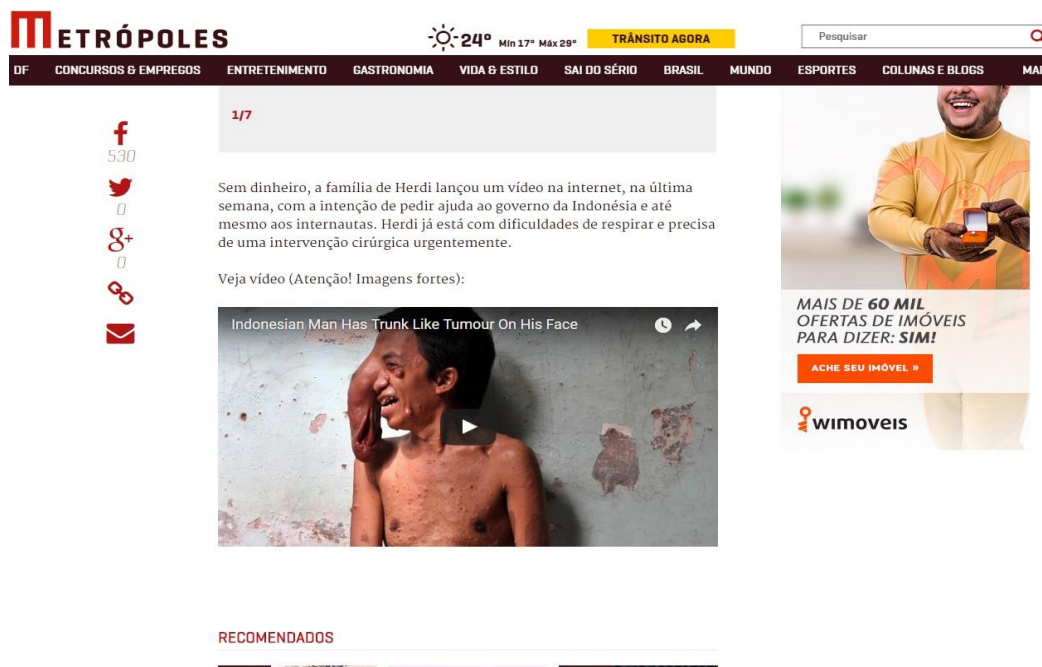 METRÓPOLES
24° Mín 17° Máx 29°
TRÂNSITO AGORA
Pesquisar
DF CONCURSOS & EMPREGOS ENTRETENIMENTO GASTRONOMIA VIDA & ESTILO SAI DO SÉRIO BRASIL MUNDO ESPORTES COLUNAS E BLOGS
1/7
530
0
0
Sem dinheiro, a família de Herdi lançou um vídeo na internet, na última
semana, com a intenção de pedir ajuda ao governo da Indonésia e até
mesmo aos internautas. Herdi já está com dificuldades de respirar e precisa
de uma intervenção cirúrgica urgentemente.
Veja vídeo (Atenção! Imagens fortes):
Indonesian Man Has Trunk Like Tumour On His Face
MAIS DE 60 MIL
OFERTAS DE IMÓVEIS
PARA DIZER: SIM!
ACHE SEU IMÓVEL »
wimoveis
RECOMENDADOS